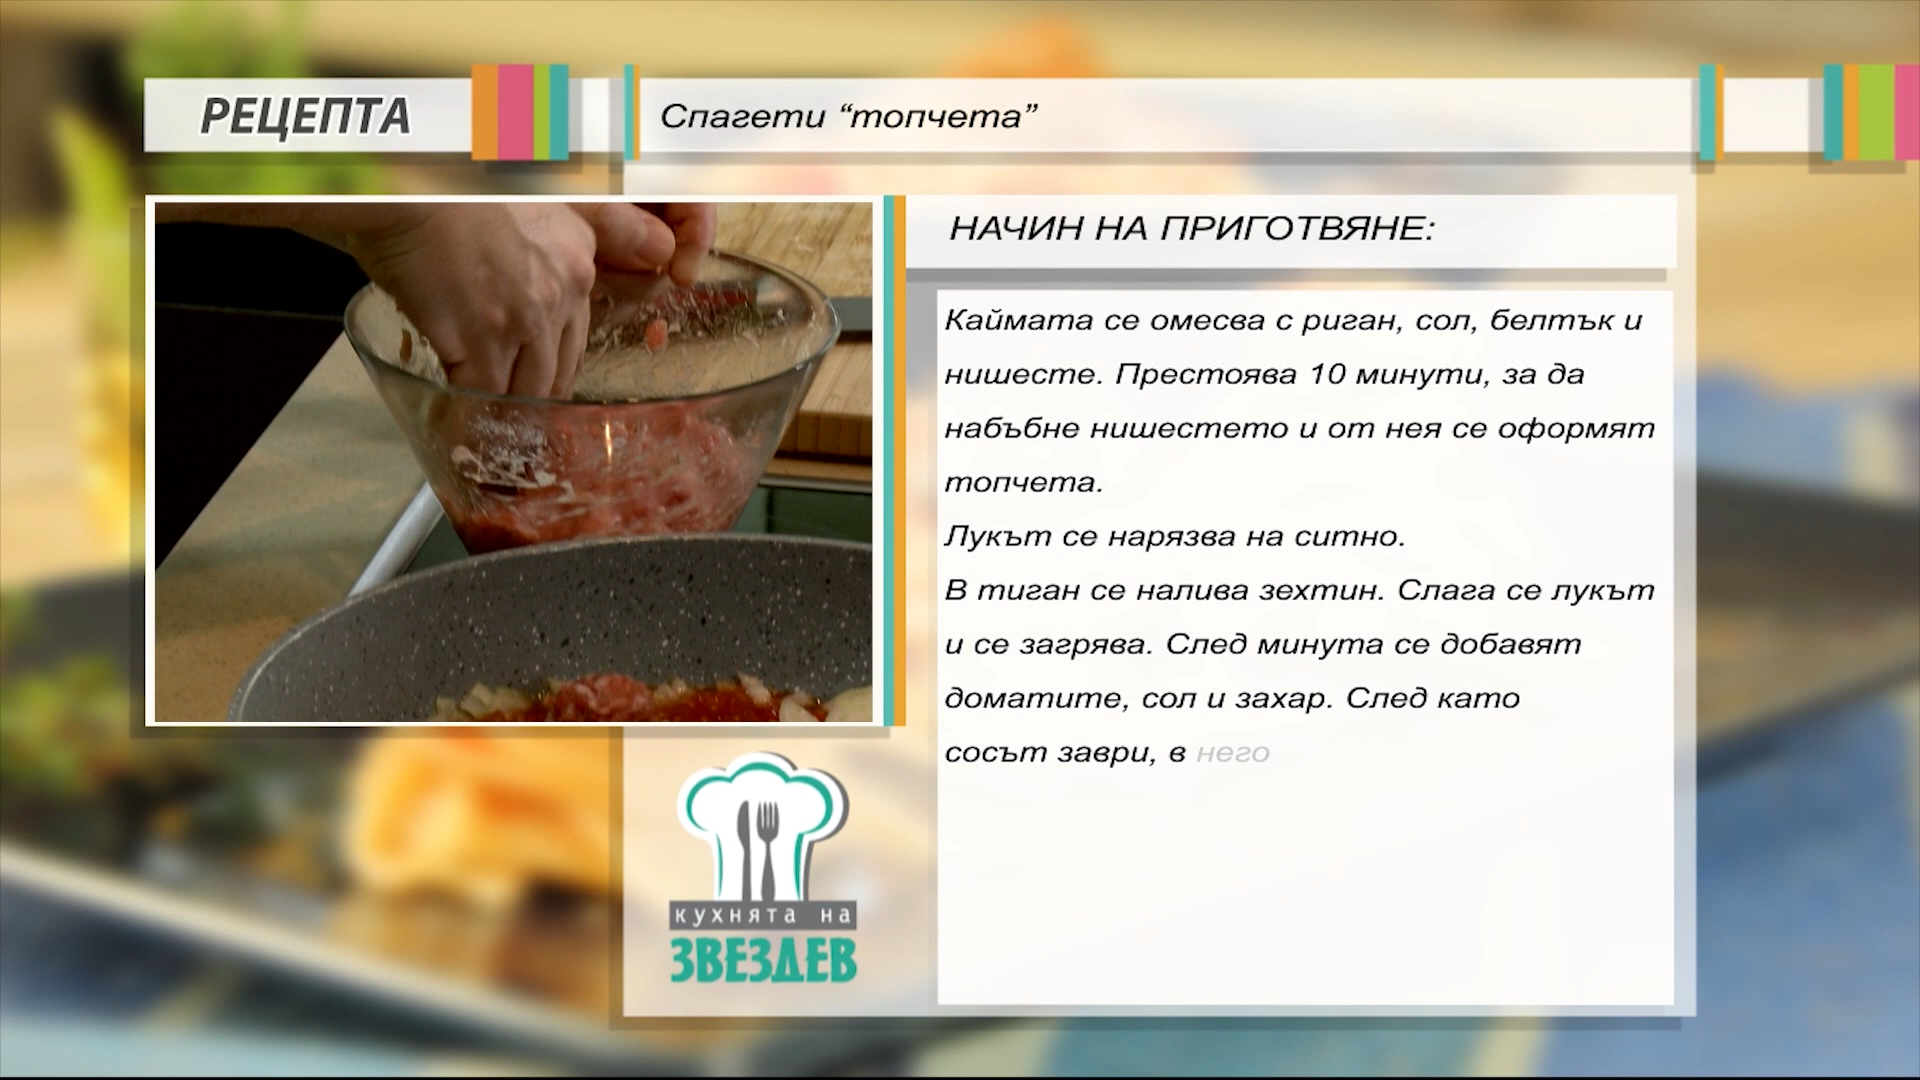 РЕЦЕПТА
Спагети “топчета”
НАЧИН НА ПРИГОТВЯНЕ:
Каймата се омесва с риган, сол, белтък и
нишесте. Престоява 10 минути, за да
набъбне нишестето и от нея се оформят
топчета.
Лукът се нарязва на ситно.
В тиган се налива зехтин. Слага се лукът
и се загрява. След минута се добавят
доматите, сол и захар. След като
сосът заври, в него
кухнята на
ЗВЕЗДЕВ